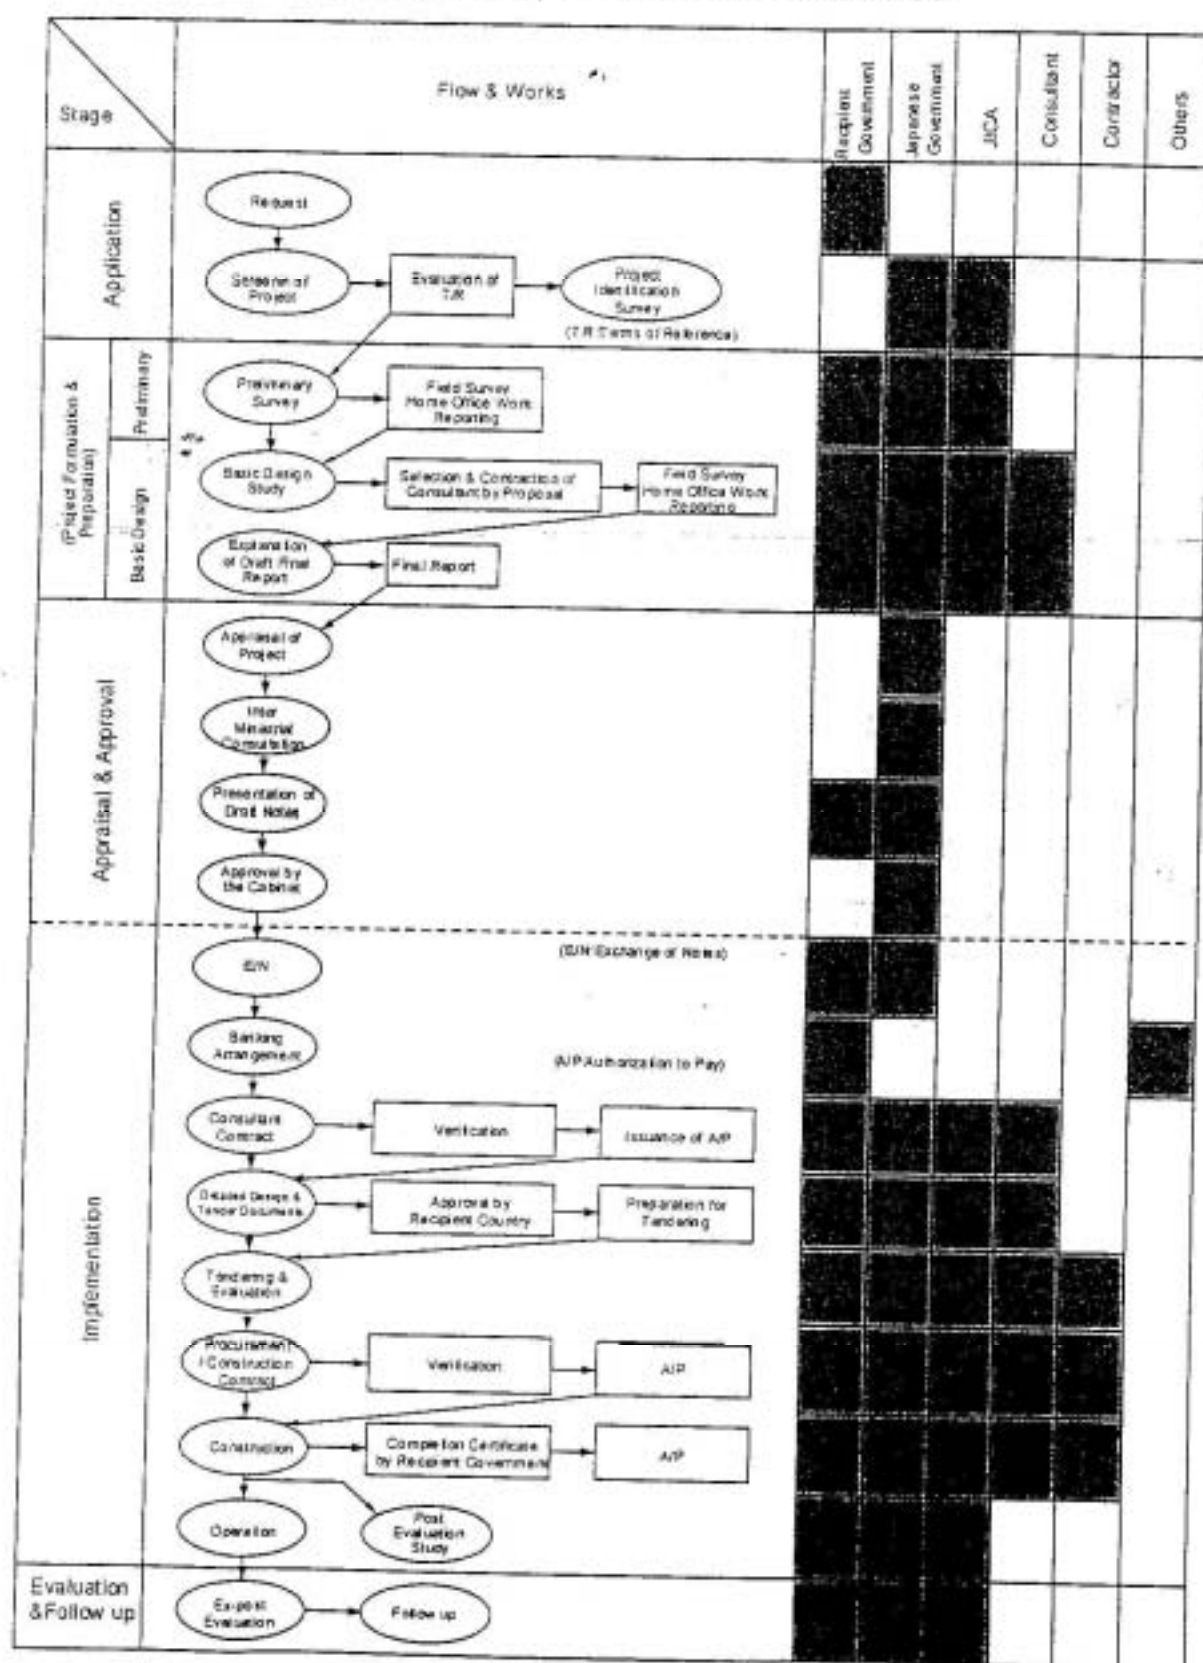 Stage
Flow & Works
Recipient
Government
Japanese
Government
JICA
Consultant
Contractor
Others
Application
Request
Project
Evaluation of
T/R
Project
Identification
Survey
(T/R: Terms of Reference)
(Project Formulation &
Preparation)
Preliminary
Preliminary
Survey
Field Survey
Home Office Work
Reporting
Basic Design
Basic Design
Study
Selection & Contraction of
Consultant by Proposal
Field Survey
Home Office Work
Reporting
Explanation
of Draft Final
Report
Final Report
Appraisal & Approval
Appraisal of
Project
Inter
Consultation
Presentation of
Draft Notes
Approval by
the Cabinet
Implementation
E/N
(E/N: Exchange of Notes)
Banking
Arrangement
(A/P: Authorization to Pay)
Consultant
Contract
Verification
Issuance of A/P
Detailed Design &
Tender Documents
Approval by
Recipient Country
Preparation for
Tendering
Tendering &
Evaluation
Procurement
/Construction
Contract
Verification
A/P
Construction
Completion Certificate
by Recipient Government
A/P
Operation
Post
Evaluation
Study
Evaluation
&Follow up
Ex-post
Evaluation
Follow up